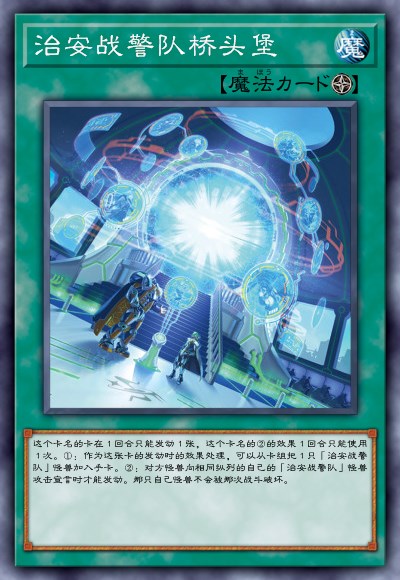 治安战警队桥头堡
魔
【魔法カード】
まほう
这个卡名的卡在1回合只能发动1张，这个卡名的②的效果1回合只能使用
1次。①：作为这张卡的发动时的效果处理，可以从卡组把1只「治安战警
队」怪兽加入手卡。②：对方怪兽向相同纵列的自己的「治安战警队」怪兽
攻击宣言时才能发动。那只自己怪兽不会被那次战斗破坏。